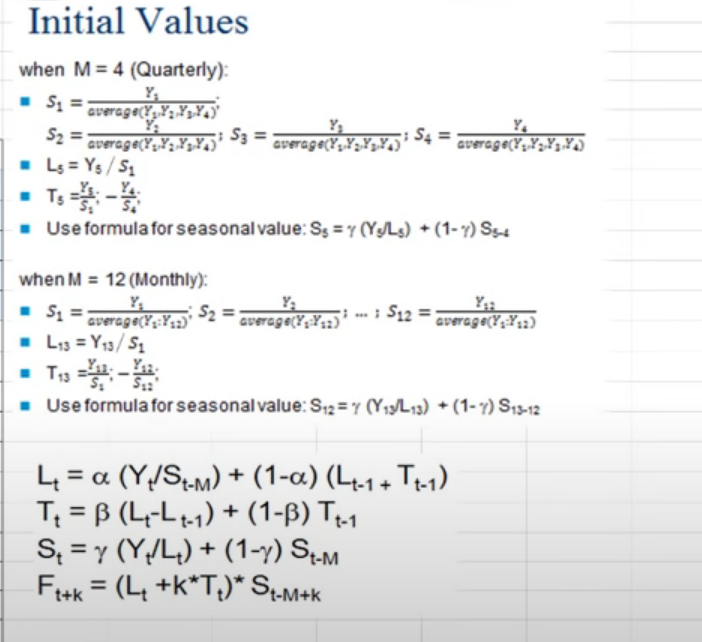 Initial Values
when M = 4 (Quarterly):
▪ S₁ = Y₁ / average(Y₁,Y₂,Y₃,Y₄);
S₂ = Y₂ / average(Y₁,Y₂,Y₃,Y₄); S₃ = Y₃ / average(Y₁,Y₂,Y₃,Y₄); S₄ = Y₄ / average(Y₁,Y₂,Y₃,Y₄)
▪ L₅ = Y₅ / S₁
▪ T₅ = Y₅/S₁; − Y₄/S₄;
▪ Use formula for seasonal value: S₅ = γ (Y₅/L₅) + (1- γ) S₅₋₄
when M = 12 (Monthly):
▪ S₁ = Y₁ / average(Y₁:Y₁₂); S₂ = Y₂ / average(Y₁:Y₁₂); ... ; S₁₂ = Y₁₂ / average(Y₁:Y₁₂)
▪ L₁₃ = Y₁₃ / S₁
▪ T₁₃ = Y₁₃/S₁; − Y₁₂/S₁₂;
▪ Use formula for seasonal value: S₁₂ = γ (Y₁₃/L₁₃) + (1- γ) S₁₃₋₁₂
Lₜ = α (Yₜ/Sₜ₋M) + (1-α) (Lₜ₋₁ + Tₜ₋₁)
Tₜ = β (Lₜ-Lₜ₋₁) + (1-β) Tₜ₋₁
Sₜ = γ (Yₜ/Lₜ) + (1-γ) Sₜ₋M
Fₜ₊ₖ = (Lₜ +k*Tₜ)* Sₜ₋M₊ₖ